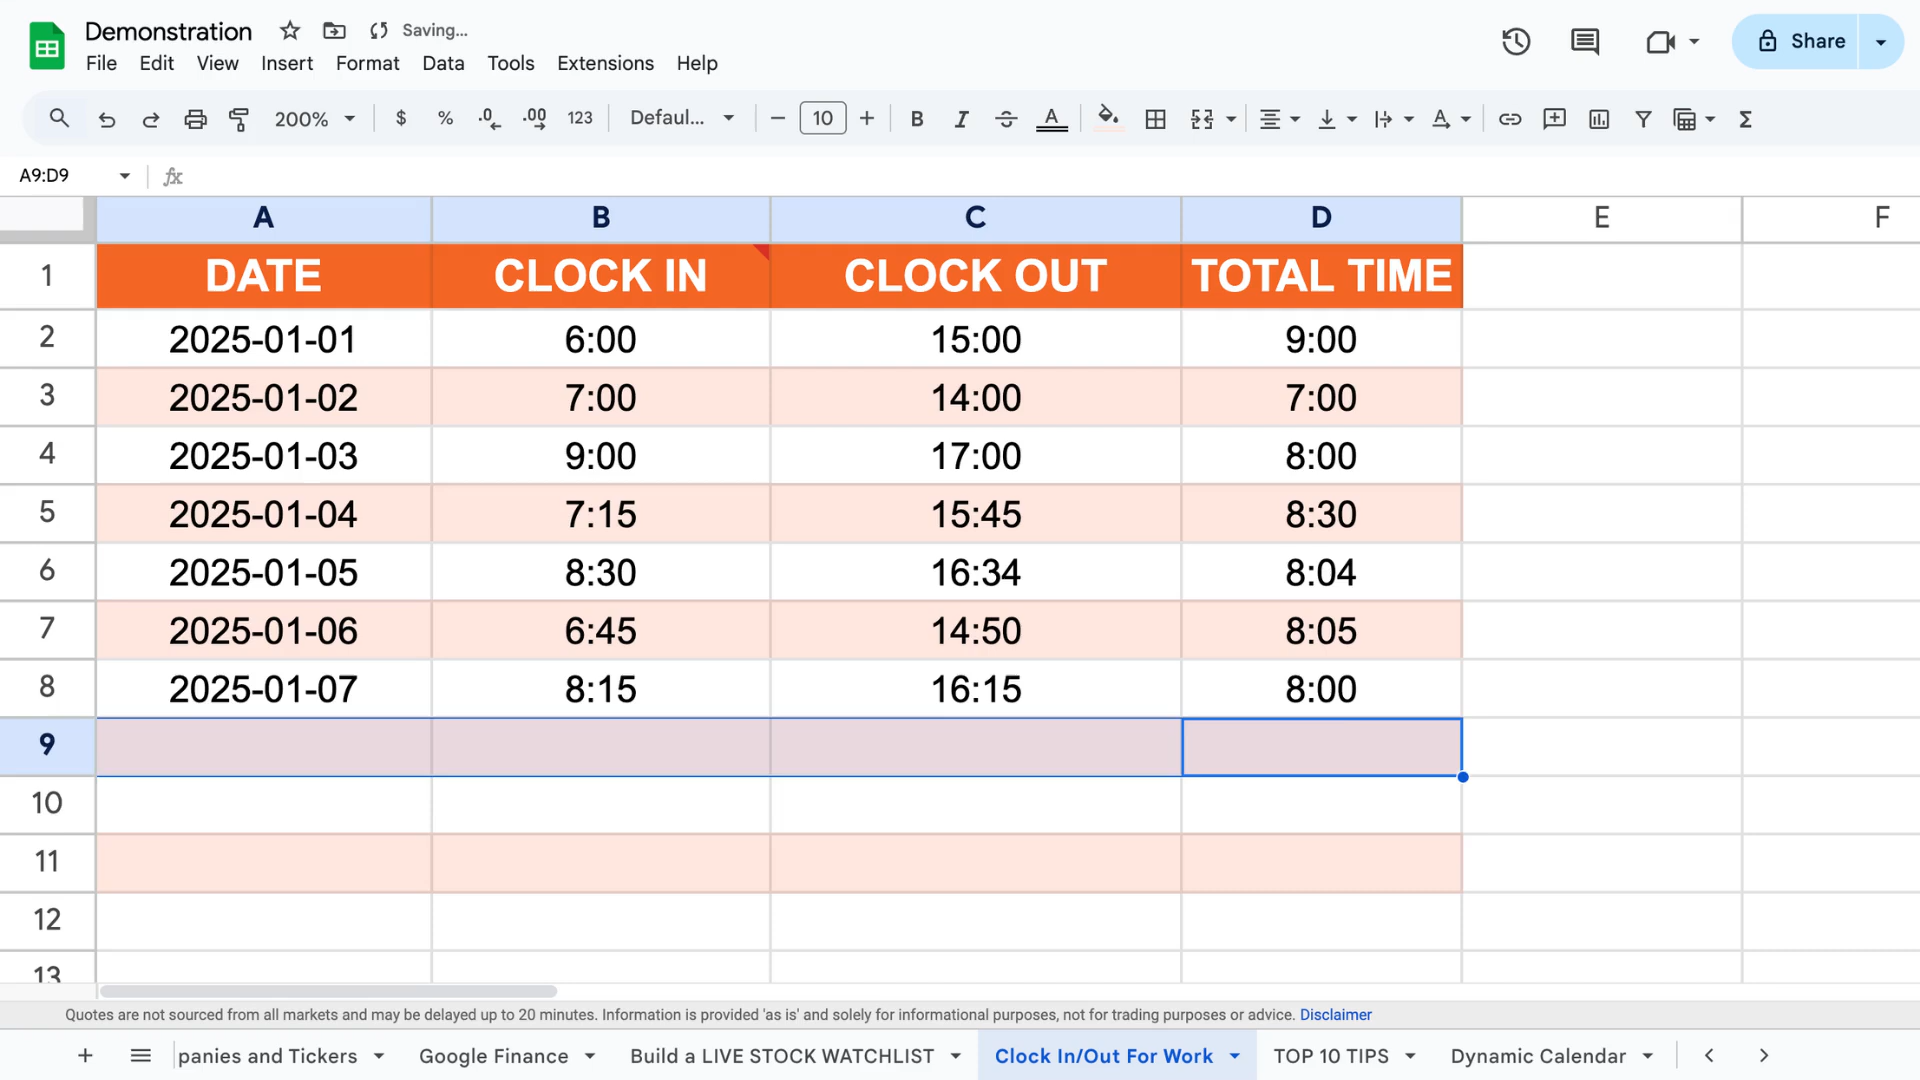 Demonstration Saving...
File Edit View Insert Format Data Tools Extensions Help
Share
200% $ % .0 .00 123 Defaul... 10 B I A Σ
A9:D9 fx
A B C D E F
1 DATE CLOCK IN CLOCK OUT TOTAL TIME
2 2025-01-01 6:00 15:00 9:00
3 2025-01-02 7:00 14:00 7:00
4 2025-01-03 9:00 17:00 8:00
5 2025-01-04 7:15 15:45 8:30
6 2025-01-05 8:30 16:34 8:04
7 2025-01-06 6:45 14:50 8:05
8 2025-01-07 8:15 16:15 8:00
9
10
11
12
13
Quotes are not sourced from all markets and may be delayed up to 20 minutes. Information is provided 'as is' and solely for informational purposes, not for trading purposes or advice. Disclaimer
panies and Tickers Google Finance Build a LIVE STOCK WATCHLIST Clock In/Out For Work TOP 10 TIPS Dynamic Calendar